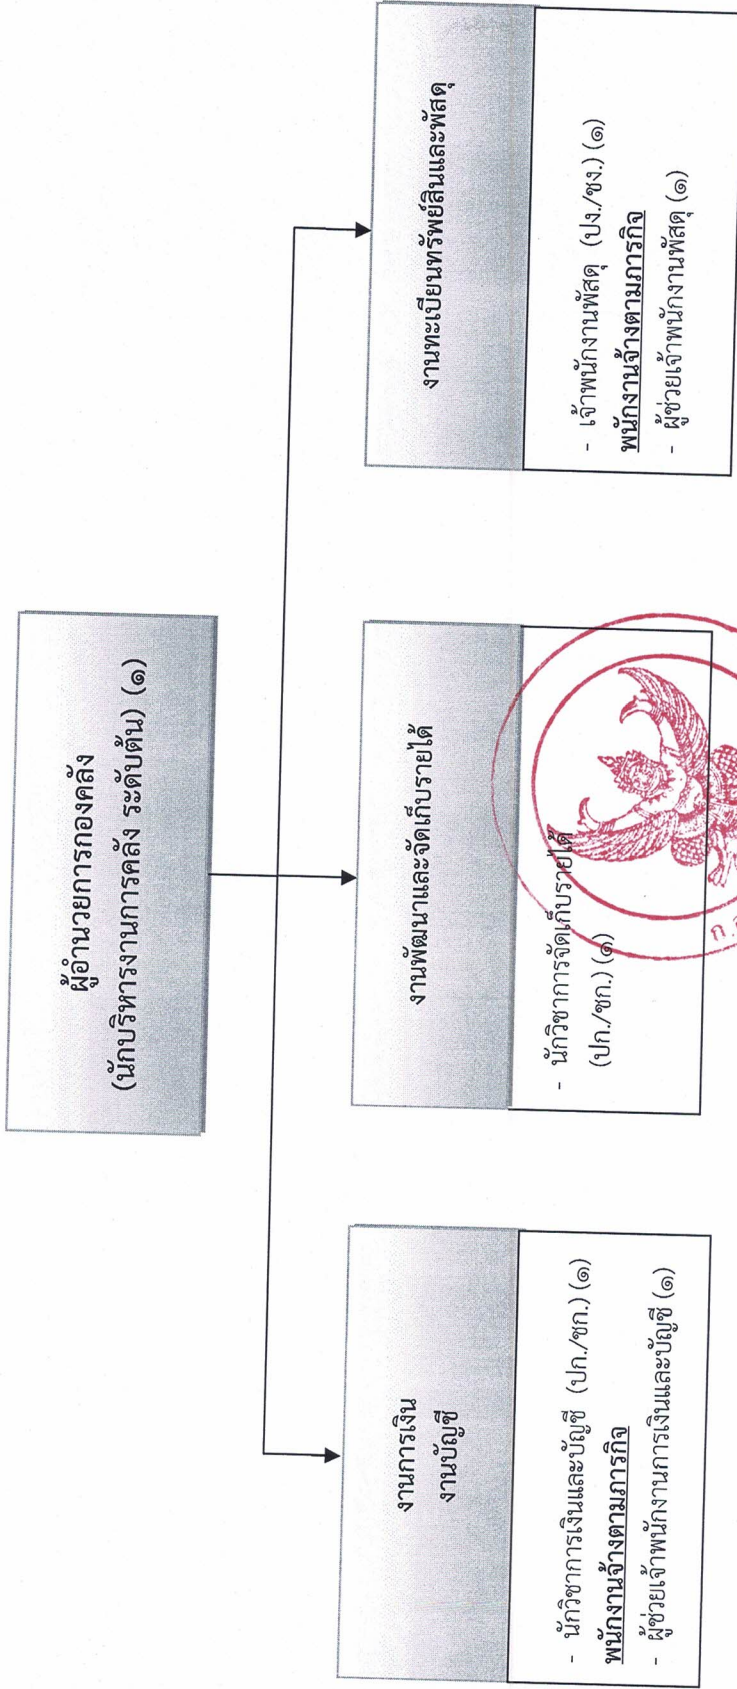 ผู้อำนวยการกองคลัง
(นักบริหารงานการคลัง ระดับต้น) (๑)
งานการเงิน
งานบัญชี
- นักวิชาการเงินและบัญชี (ปก./ชก.) (๑)
พนักงานจ้างตามภารกิจ
- ผู้ช่วยเจ้าพนักงานการเงินและบัญชี (๑)
งานพัฒนาและจัดเก็บรายได้
- นักวิชาการจัดเก็บรายได้
(ปก./ชก.) (๑)
งานทะเบียนทรัพย์สินและพัสดุ
- เจ้าพนักงานพัสดุ (ปง./ชง.) (๑)
พนักงานจ้างตามภารกิจ
- ผู้ช่วยเจ้าพนักงานพัสดุ (๑)